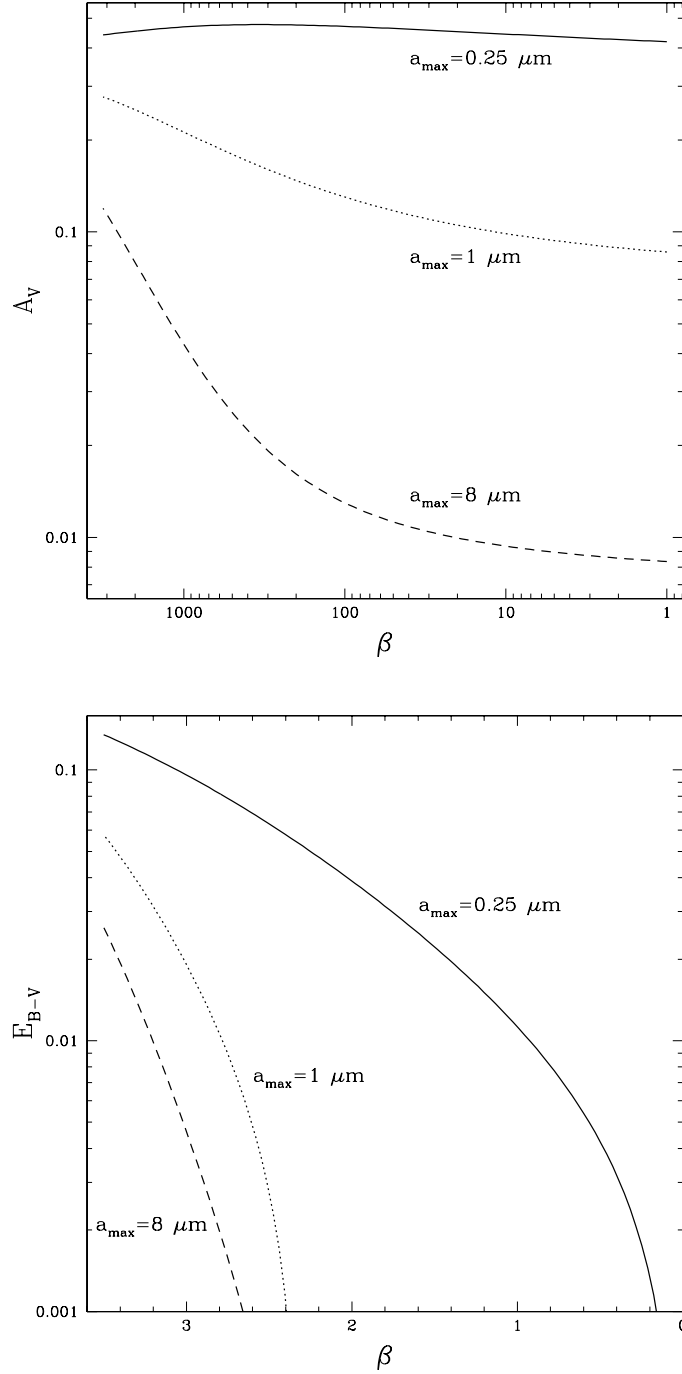 a_max=0.25 μm
a_max=1 μm
0.1
A_V
a_max=8 μm
0.01
1000 100 10 1
β
0.1
a_max=0.25 μm
E_B-V
0.01
a_max=1 μm
a_max=8 μm
0.001
3 2 1 0
β